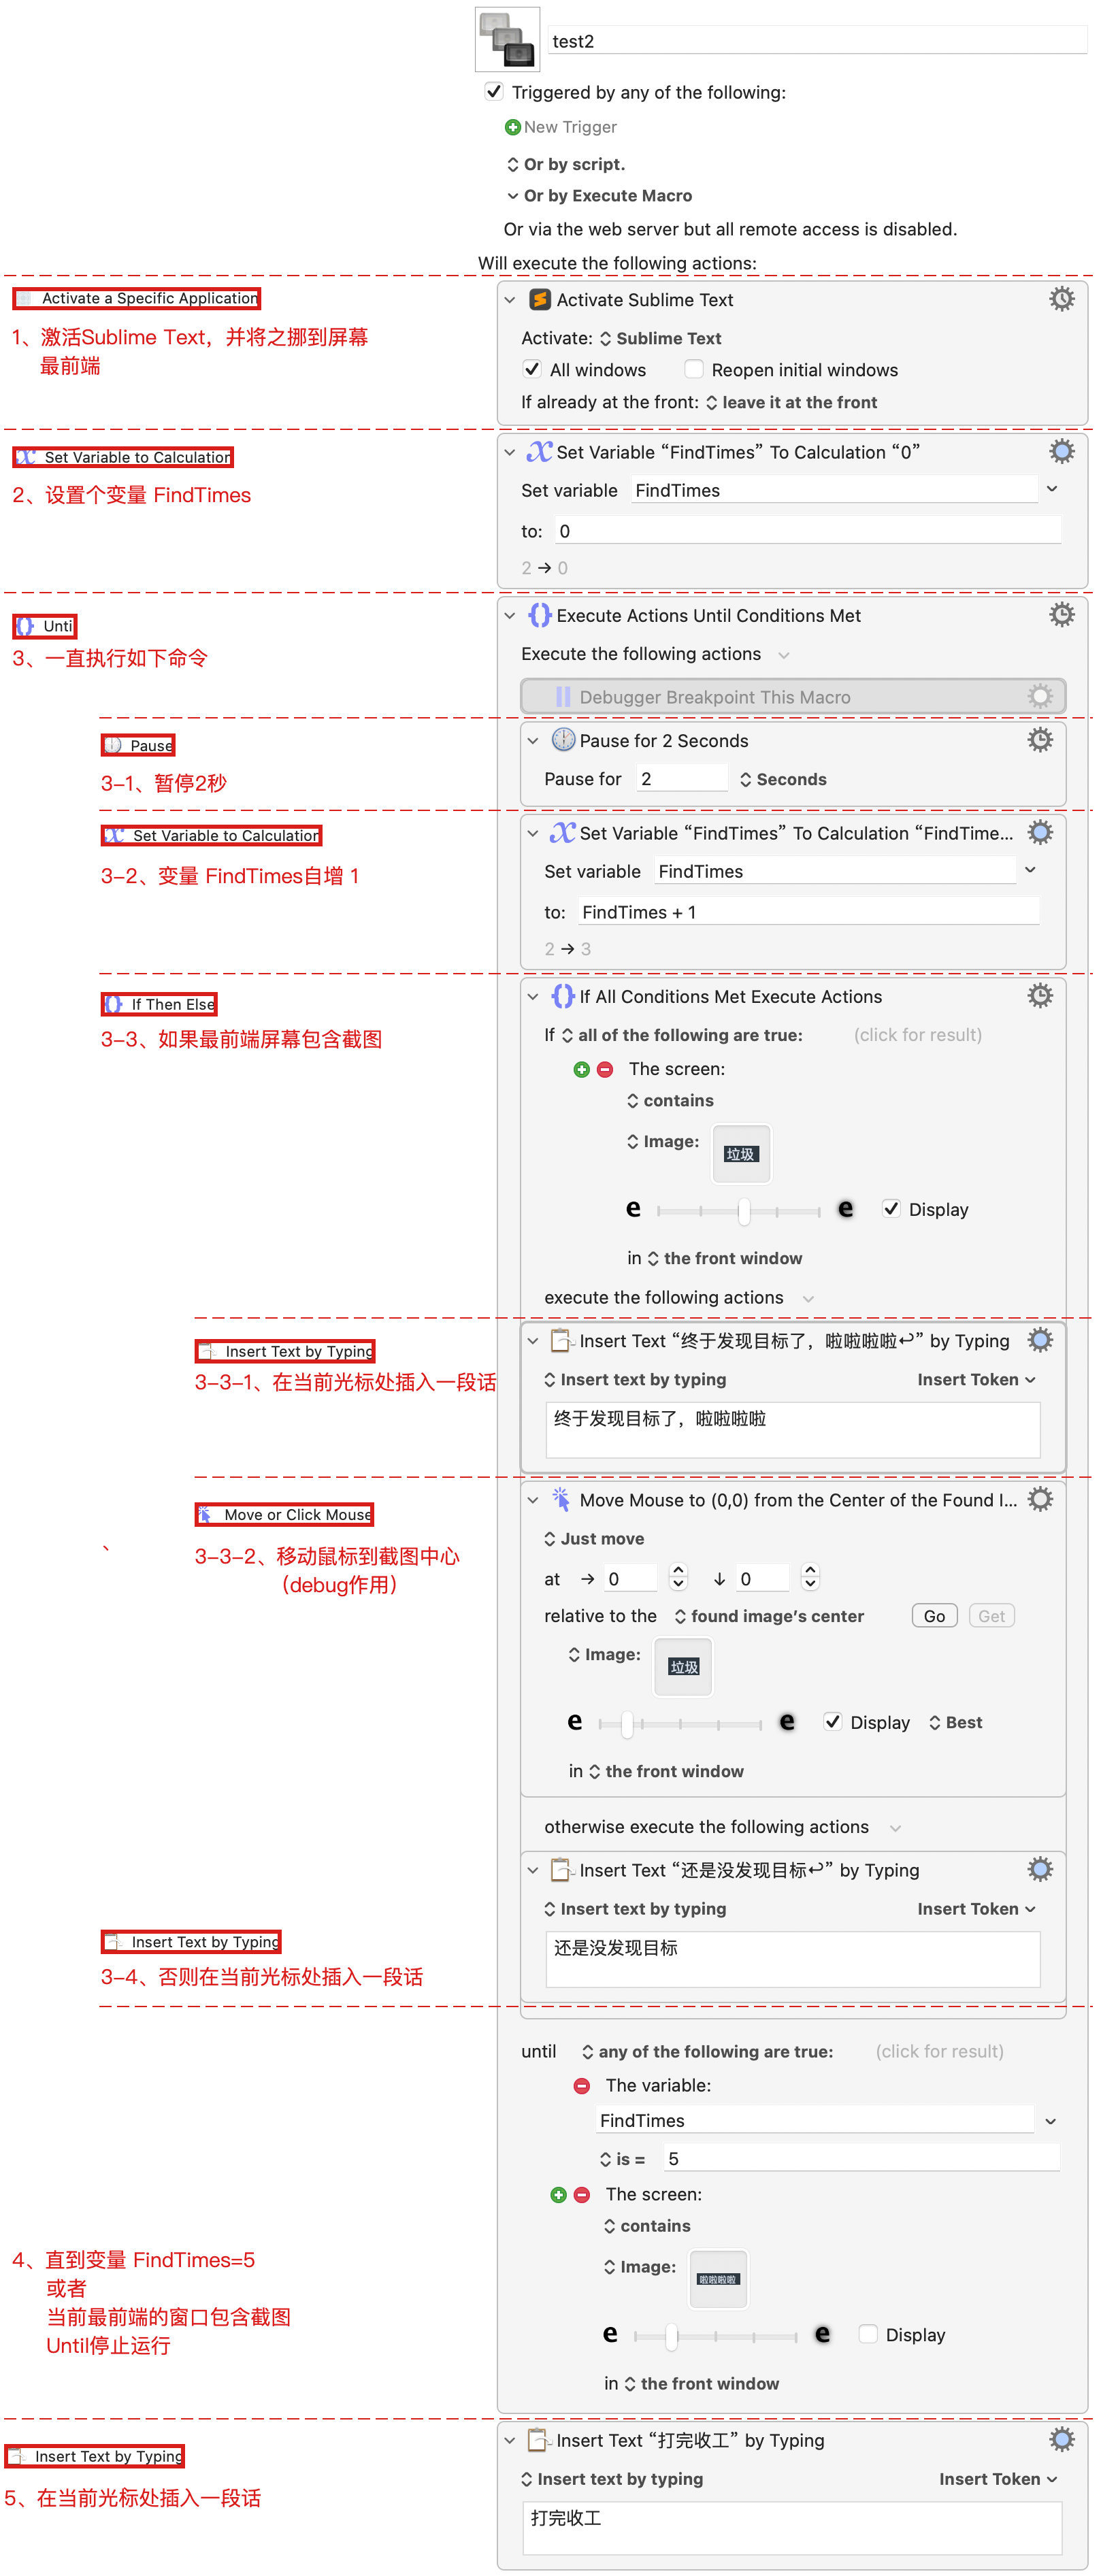 test2
Triggered by any of the following:
New Trigger
Or by script.
Or by Execute Macro
Or via the web server but all remote access is disabled.
Will execute the following actions:
Activate a Specific Application
1、激活Sublime Text，并将之挪到屏幕
最前端
Activate Sublime Text
Activate: Sublime Text
All windows Reopen initial windows
If already at the front: leave it at the front
Set Variable to Calculation
2、设置个变量 FindTimes
Set Variable “FindTimes” To Calculation “0”
Set variable FindTimes
to: 0
2 → 0
Until
3、一直执行如下命令
Execute Actions Until Conditions Met
Execute the following actions
Debugger Breakpoint This Macro
Pause
3-1、暂停2秒
Pause for 2 Seconds
Pause for 2 Seconds
Set Variable to Calculation
3-2、变量 FindTimes自增 1
Set Variable “FindTimes” To Calculation “FindTime...
Set variable FindTimes
to: FindTimes + 1
2 → 3
If Then Else
3-3、如果最前端屏幕包含截图
If All Conditions Met Execute Actions
If all of the following are true: (click for result)
The screen:
contains
Image: 垃圾
e e Display
in the front window
execute the following actions
Insert Text by Typing
3-3-1、在当前光标处插入一段话
Insert Text “终于发现目标了，啦啦啦啦↩” by Typing
Insert text by typing Insert Token
终于发现目标了，啦啦啦啦
Move or Click Mouse
、 3-3-2、移动鼠标到截图中心
（debug作用）
Move Mouse to (0,0) from the Center of the Found I...
Just move
at → 0 ↓ 0
relative to the found image’s center Go Get
Image: 垃圾
e e Display Best
in the front window
otherwise execute the following actions
Insert Text “还是没发现目标↩” by Typing
Insert text by typing Insert Token
还是没发现目标
Insert Text by Typing
3-4、否则在当前光标处插入一段话
until any of the following are true: (click for result)
The variable:
FindTimes
is = 5
The screen:
contains
Image: 啦啦啦啦
e e Display
in the front window
4、直到变量 FindTimes=5
或者
当前最前端的窗口包含截图
Until停止运行
Insert Text by Typing
5、在当前光标处插入一段话
Insert Text “打完收工” by Typing
Insert text by typing Insert Token
打完收工